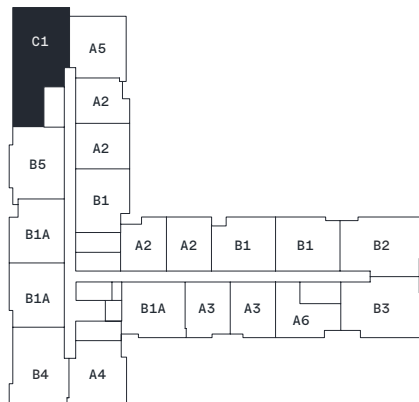 C1
A5
A2
A2
B5
B1
B1A
A2 A2 B1 B1 B2
B1A
B1A A3 A3 A6 B3
B4 A4